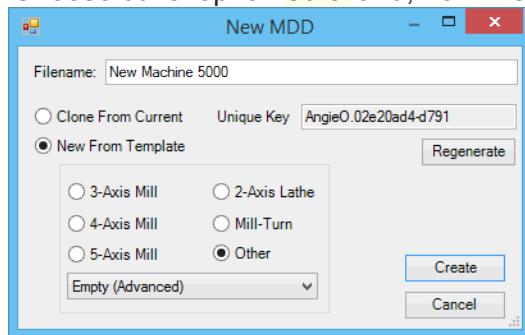 New MDD
Filename: New Machine 5000
Clone From Current Unique Key AngieO.02e20ad4-d791
New From Template Regenerate
3-Axis Mill 2-Axis Lathe
4-Axis Mill Mill-Turn
5-Axis Mill Other
Empty (Advanced) Create
Cancel